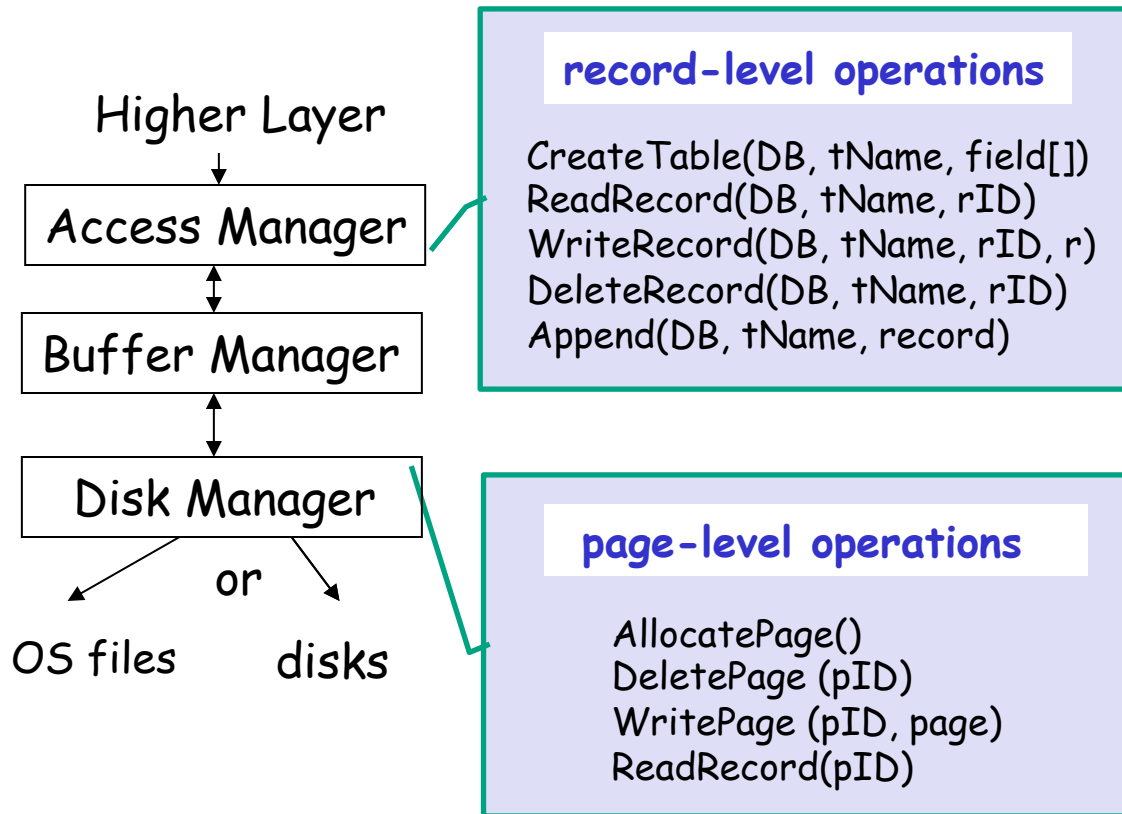 Higher Layer
Access Manager
Buffer Manager
Disk Manager
or
OS files
disks
record-level operations
CreateTable(DB, tName, field[])
ReadRecord(DB, tName, rID)
WriteRecord(DB, tName, rID, r)
DeleteRecord(DB, tName, rID)
Append(DB, tName, record)
page-level operations
AllocatePage()
DeletePage (pID)
WritePage (pID, page)
ReadRecord(pID)